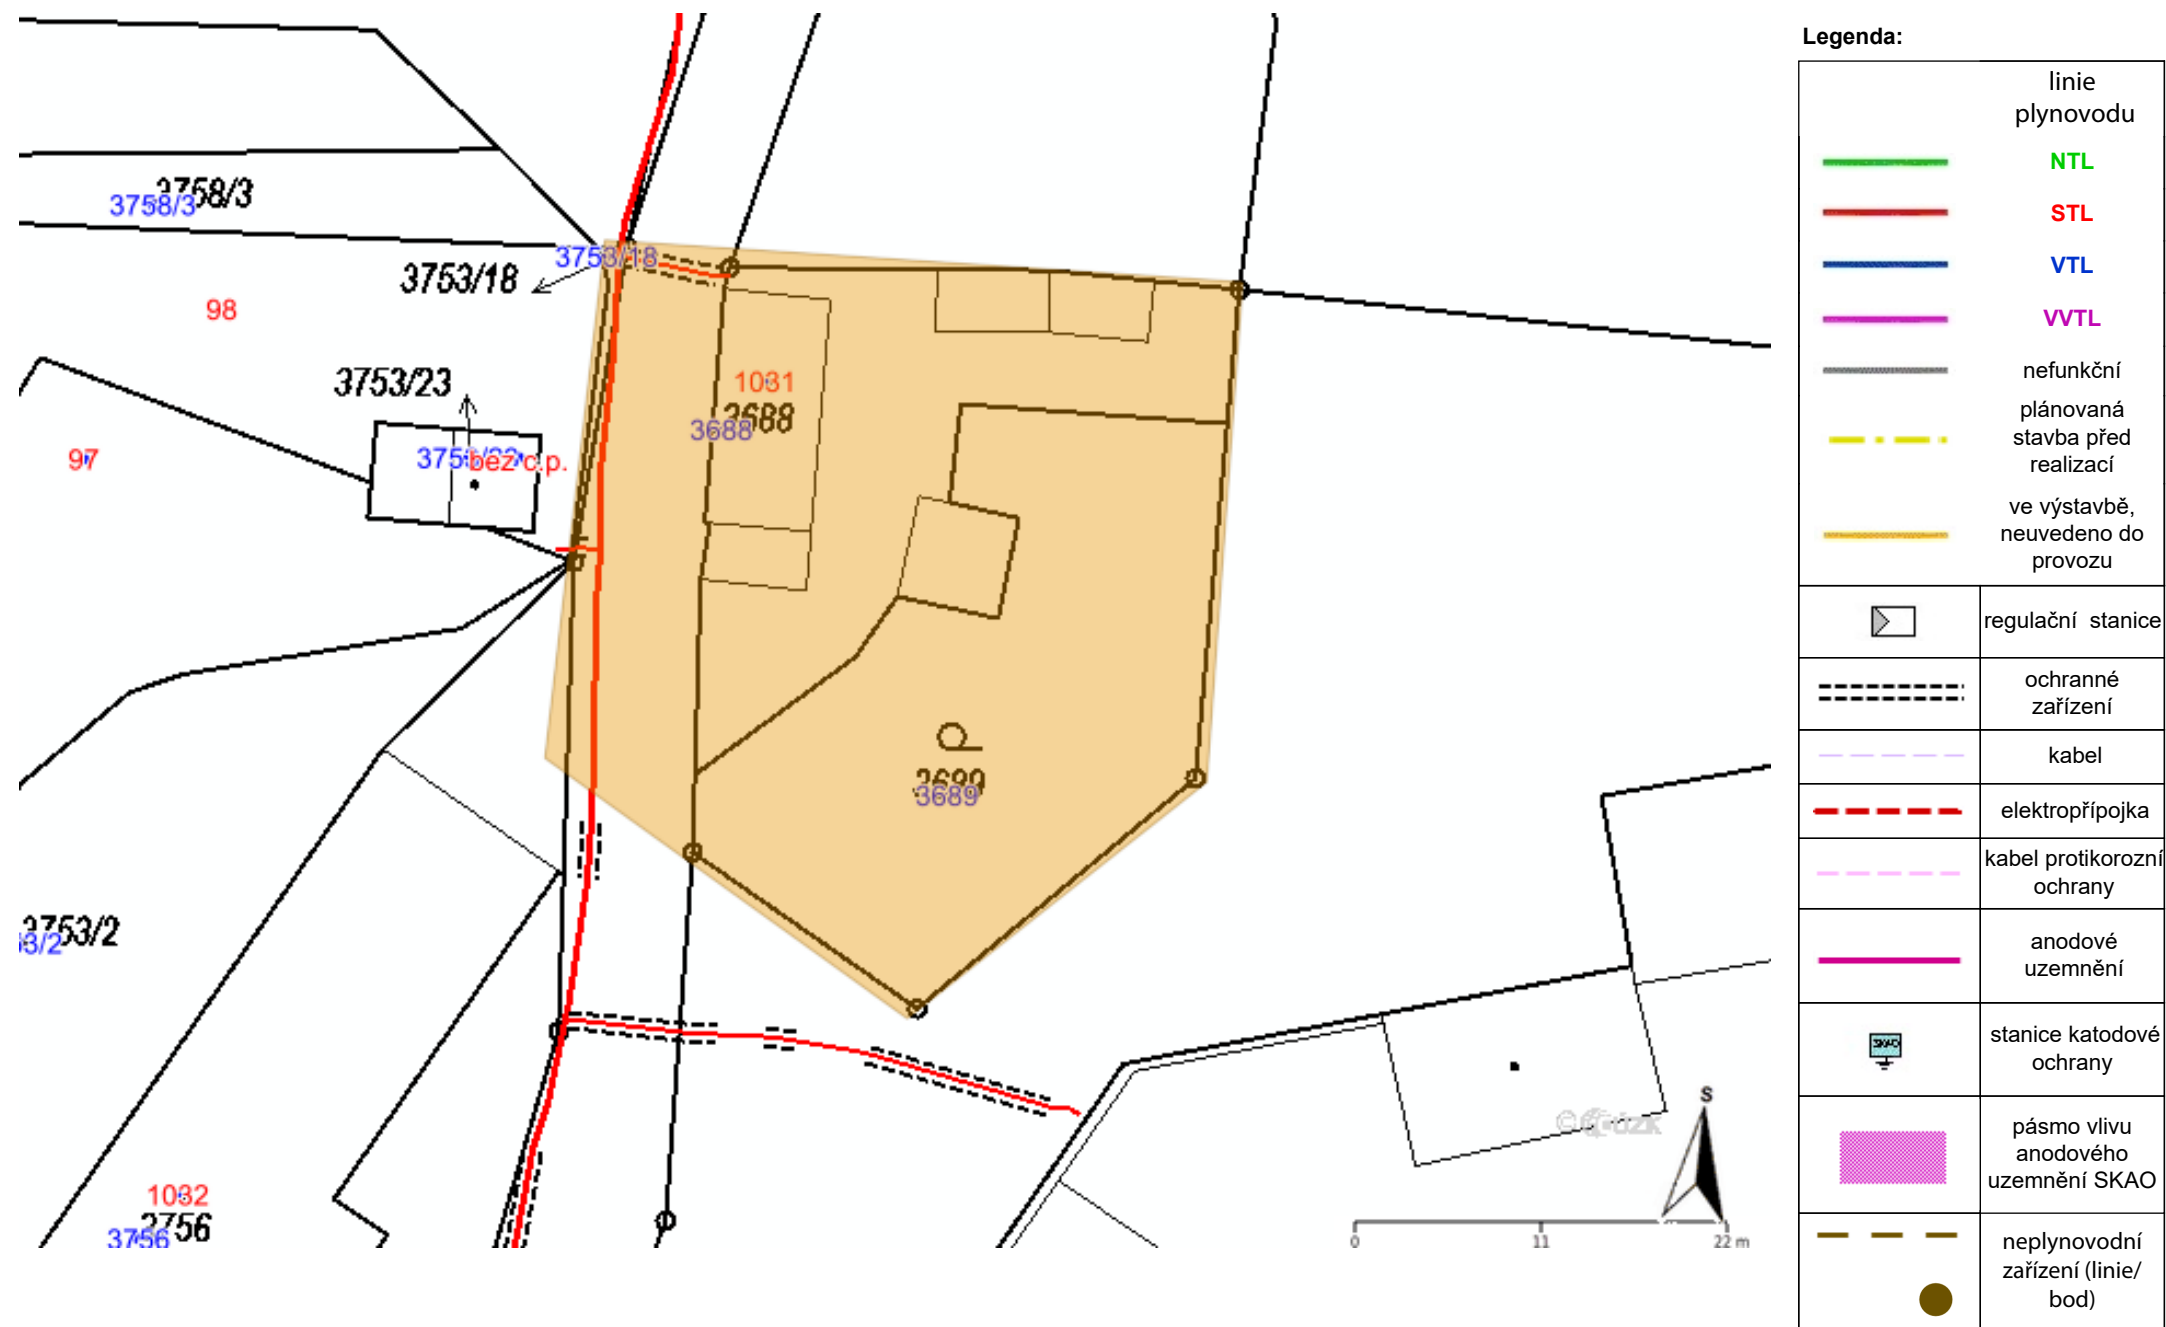 3758/3
3758/3
3753/18
3753/18
98
3753/23
bez c.p.
97
1031
3688
3688
3689
3689
3753/2
3/2
1032
3756
3756
S
0 11 22 m
Legenda:
linie
plynovodu
NTL
STL
VTL
VVTL
nefunkční
plánovaná
stavba před
realizací
ve výstavbě,
neuvedeno do
provozu
regulační stanice
ochranné
zařízení
kabel
elektropřípojka
kabel protikorozní
ochrany
anodové
uzemnění
SKAO
stanice katodové
ochrany
pásmo vlivu
anodového
uzemnění SKAO
neplynovodní
zařízení (linie/
bod)